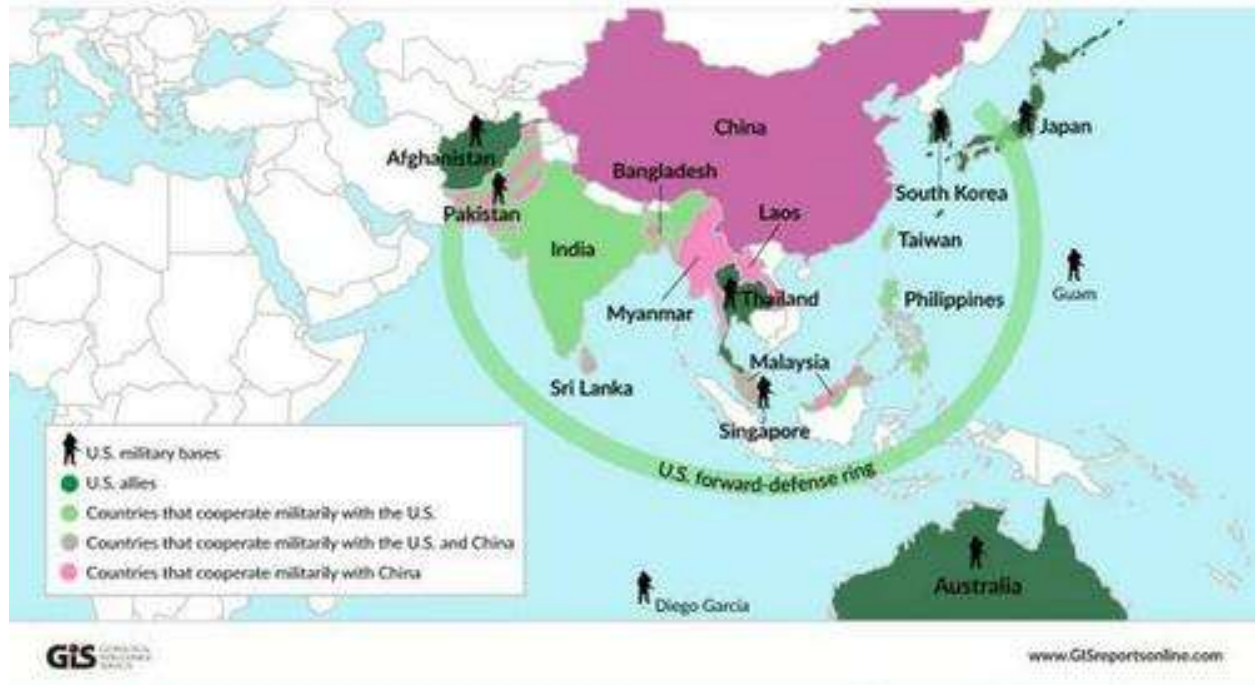 China
Japan
Afghanistan
Bangladesh
South Korea
Pakistan
Laos
India
Taiwan
Guam
Philippines
Thailand
Myanmar
Malaysia
Sri Lanka
Singapore
U.S. forward-defense ring
U.S. military bases
U.S. allies
Countries that cooperate militarily with the U.S.
Countries that cooperate militarily with the U.S. and China
Countries that cooperate militarily with China
Australia
Diego Garcia
GIS
www.GISreportsonline.com